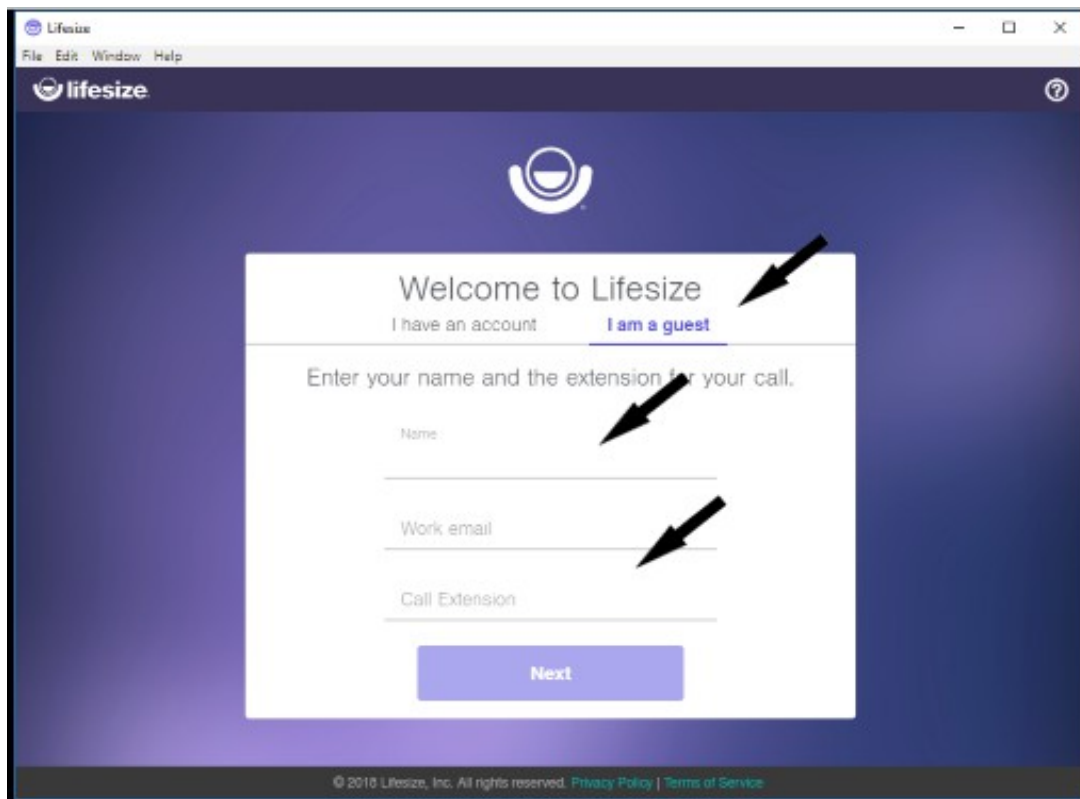 Lifesize
File Edit Window Help
lifesize
Welcome to Lifesize
I have an account I am a guest
Enter your name and the extension for your call.
Name
Work email
Call Extension
Next
© 2018 Lifesize, Inc. All rights reserved. Privacy Policy | Terms of Service